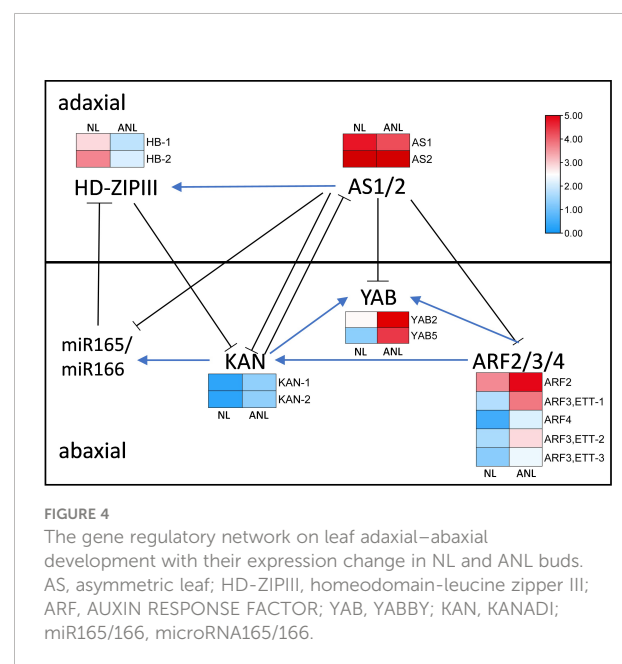 adaxial
NL ANL
HB-1
HB-2
HD-ZIPIII
NL ANL
AS1
AS2
AS1/2
5.00
4.00
3.00
2.00
1.00
0.00
YAB
YAB2
YAB5
NL ANL
miR165/
miR166
KAN
KAN-1
KAN-2
NL ANL
ARF2/3/4
ARF2
ARF3,ETT-1
ARF4
ARF3,ETT-2
ARF3,ETT-3
NL ANL
abaxial
FIGURE 4
The gene regulatory network on leaf adaxial–abaxial
development with their expression change in NL and ANL buds.
AS, asymmetric leaf; HD-ZIPIII, homeodomain-leucine zipper III;
ARF, AUXIN RESPONSE FACTOR; YAB, YABBY; KAN, KANADI;
miR165/166, microRNA165/166.